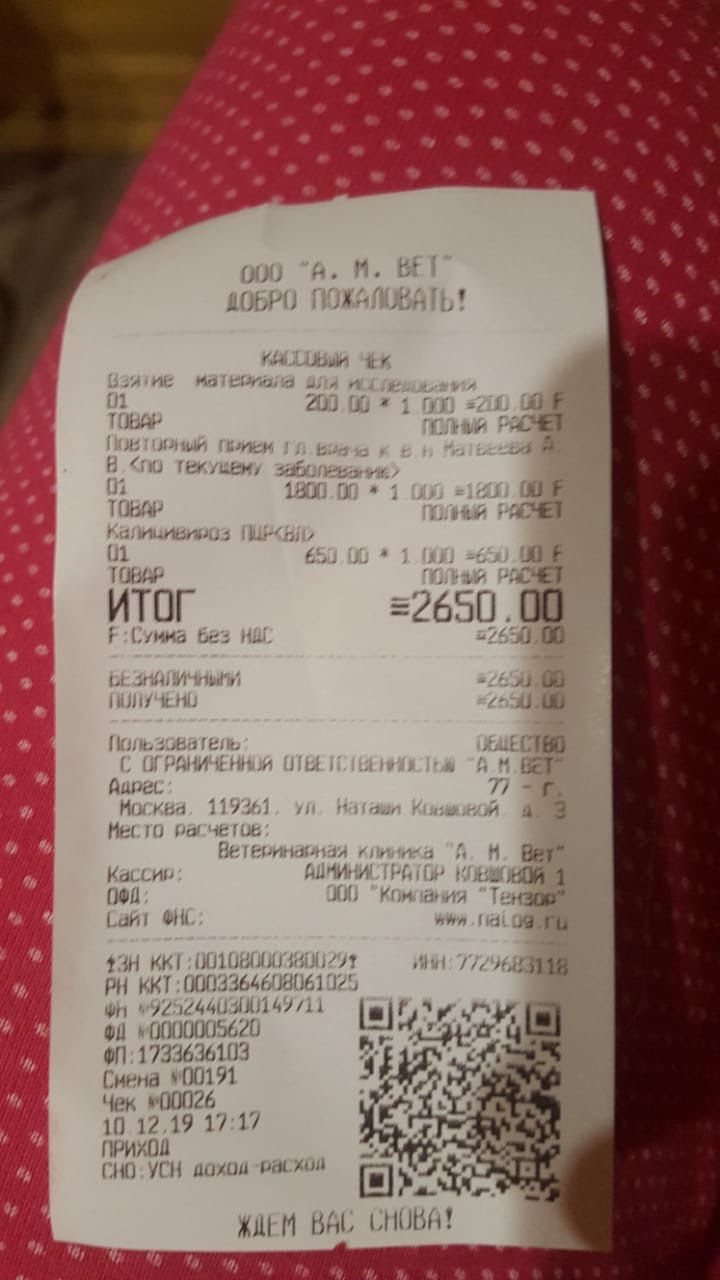 ООО "А. М. ВЕТ"
ДОБРО ПОЖАЛОВАТЬ!
КАССОВЫЙ ЧЕК
Взятие материала для исследования
01 200.00 * 1.000 =200.00 F
ТОВАР ПОЛНЫЙ РАСЧЕТ
Повторный прием гл.врача к.в.н Матвеева А.
В.<по текущему заболеванию>
01 1800.00 * 1.000 =1800.00 F
ТОВАР ПОЛНЫЙ РАСЧЕТ
Калицивироз ПЦР<ВЛ>
01 650.00 * 1.000 =650.00 F
ТОВАР ПОЛНЫЙ РАСЧЕТ
ИТОГ =2650.00
F:Сумма без НДС =2650.00
БЕЗНАЛИЧНЫМИ =2650.00
ПОЛУЧЕНО =2650.00
Пользователь: ОБЩЕСТВО
С ОГРАНИЧЕННОЙ ОТВЕТСТВЕННОСТЬЮ "А.М.ВЕТ"
Адрес: 77 - г.
Москва, 119361, ул. Наташи Ковшовой, д. 3
Место расчетов:
Ветеринарная клиника "А. М. Вет"
Кассир: АДМИНИСТРАТОР КОВШОВОЙ 1
ОФД: ООО "Компания "Тензор"
Сайт ФНС: www.nalog.ru
ЗН ККТ:00108000380029 ИНН:7729683118
РН ККТ:0003364608061025
ФН №9252440300149711
ФД №0000005620
ФП:1733636103
Смена №00191
Чек №00026
10.12.19 17:17
ПРИХОД
СНО:УСН доход-расход
ЖДЕМ ВАС СНОВА!